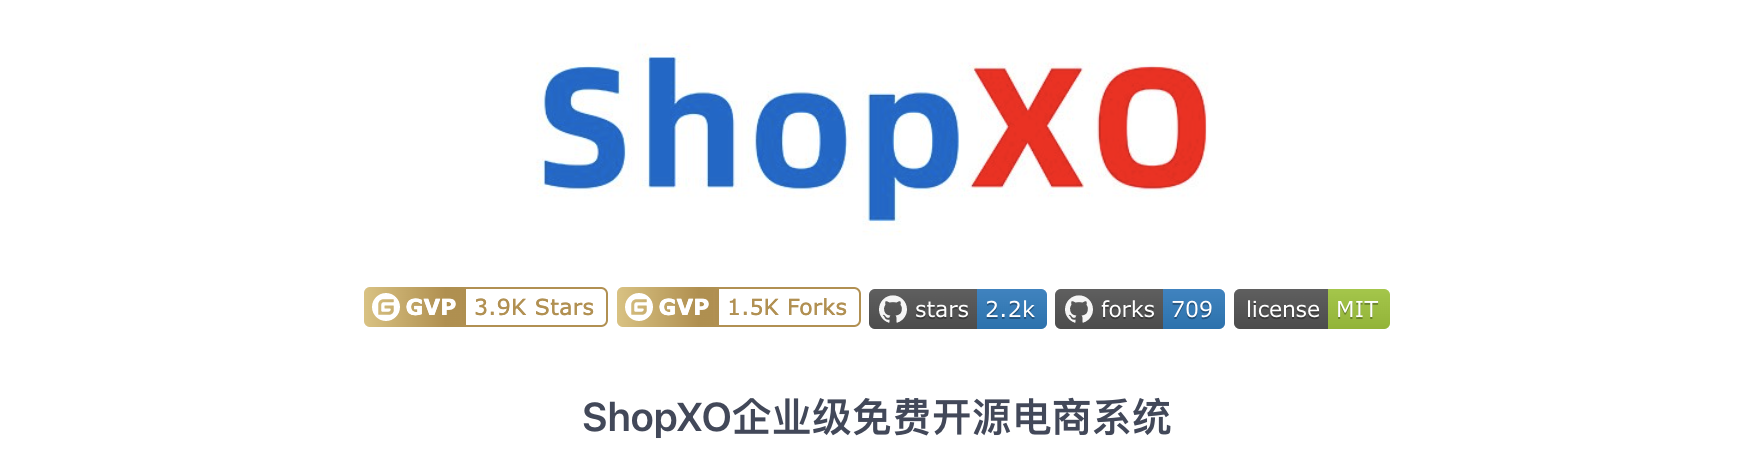 ShopXO
GVP 3.9K Stars GVP 1.5K Forks stars 2.2k forks 709 license MIT
ShopXO企业级免费开源电商系统